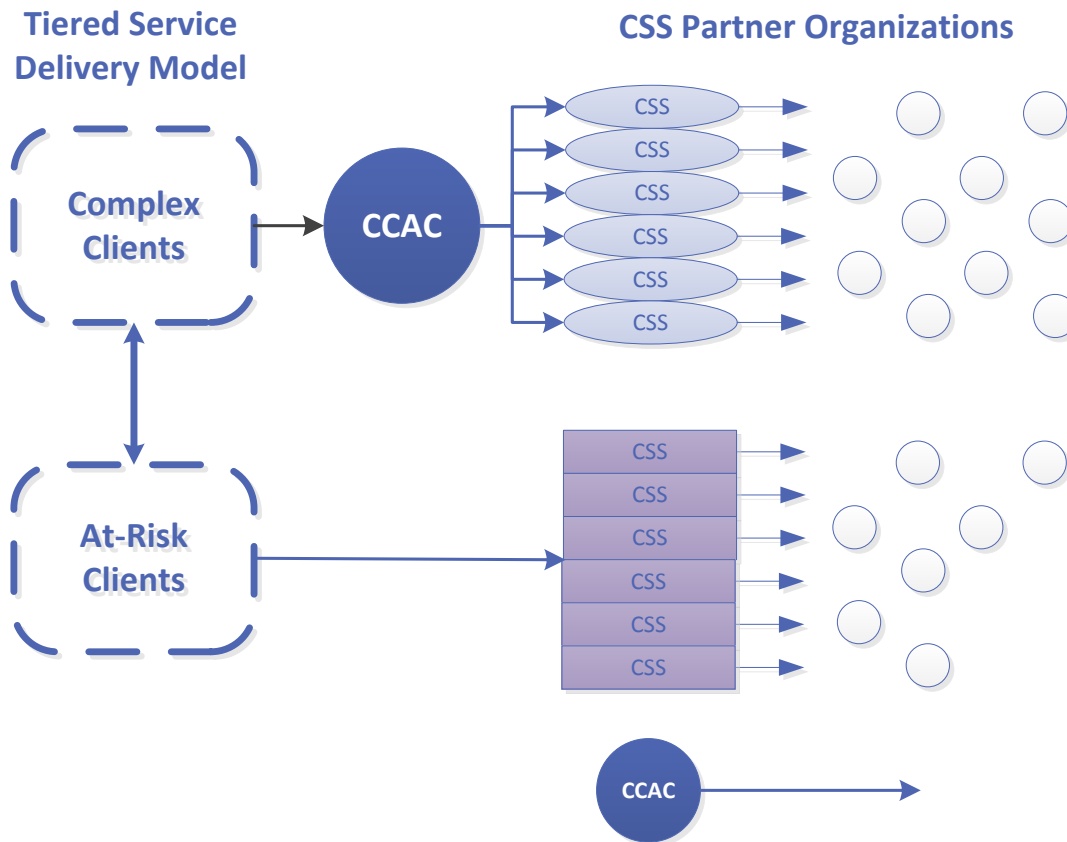 Tiered Service
Delivery Model
CSS Partner Organizations
Complex
Clients
CCAC
CSS
CSS
CSS
CSS
CSS
CSS
At-Risk
Clients
CSS
CSS
CSS
CSS
CSS
CSS
CCAC